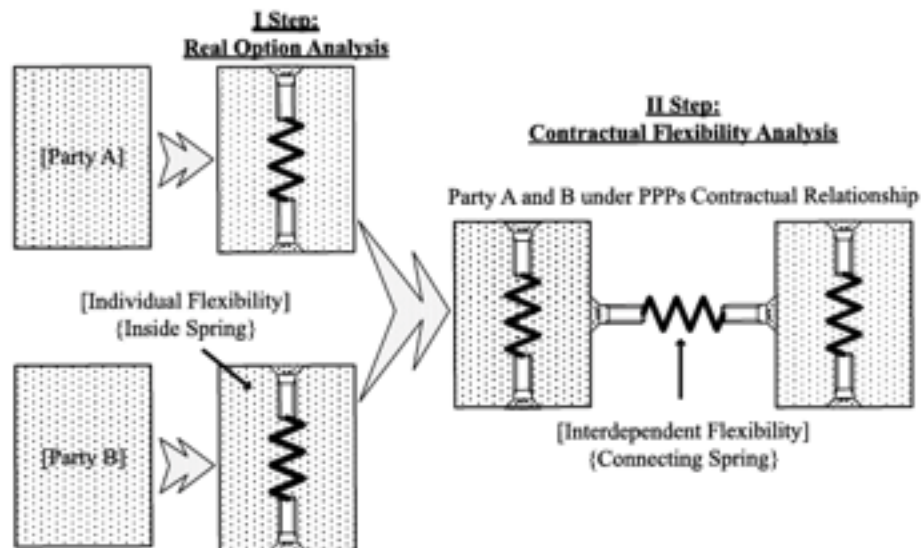 I Step:
Real Option Analysis
[Party A]
II Step:
Contractual Flexibility Analysis
Party A and B under PPPs Contractual Relationship
[Individual Flexibility]
{Inside Spring}
[Party B]
[Interdependent Flexibility]
{Connecting Spring}